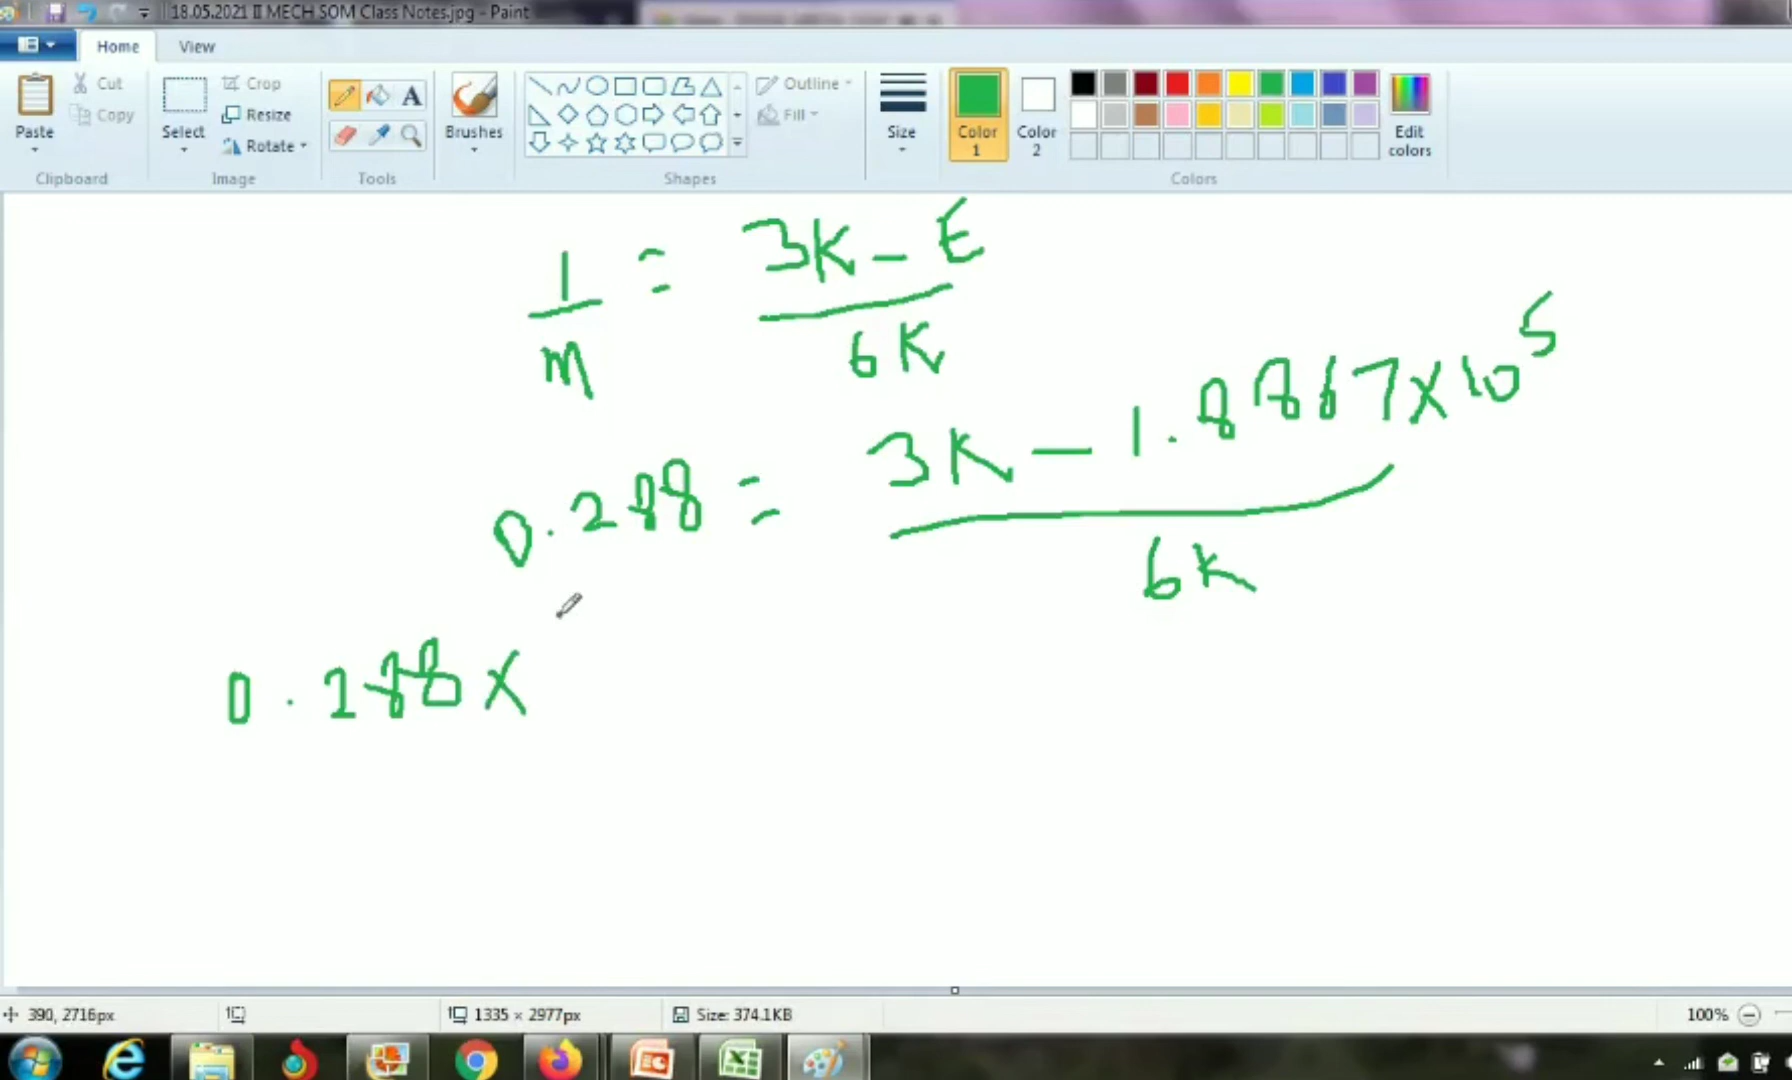 18.05.2021 II MECH SOM Class Notes.jpg - Paint
Home View
Paste
Cut
Copy
Clipboard
Select
Crop
Resize
Rotate
Image
Tools
A
Brushes
Outline
Fill
Shapes
Size
Color 1
Color 2
Edit colors
Colors
1/m = 3K - E / 6K
0.288 = 3K - 1.8867 x 10^5 / 6K
0.288 x
390, 2716px
1335 × 2977px
Size: 374.1KB
100%